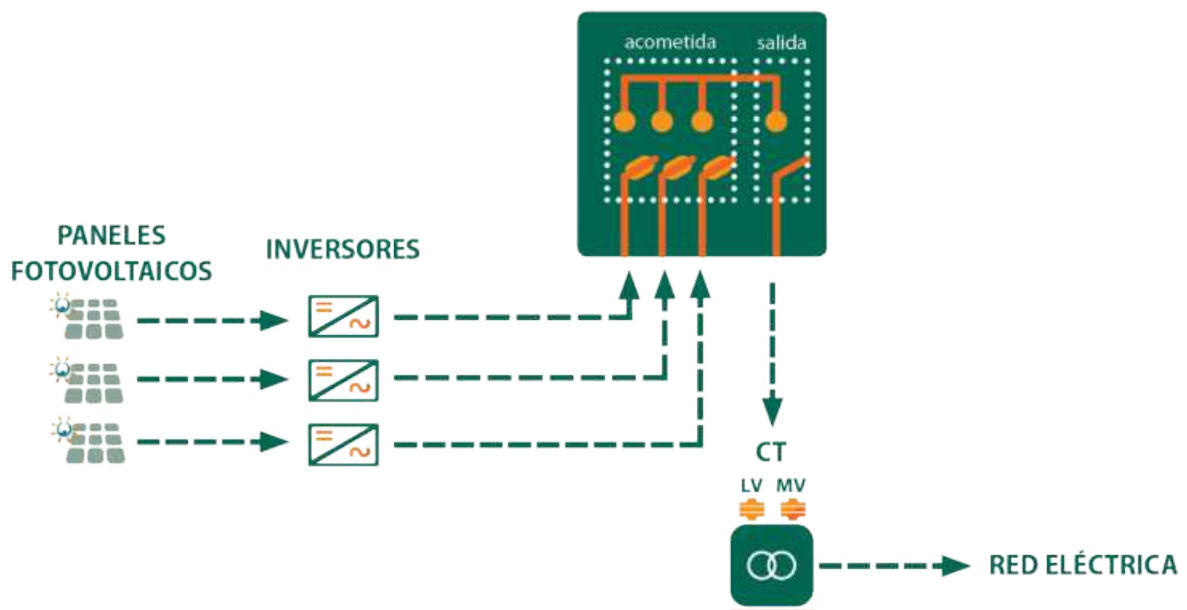 acometida
salida
PANELES
FOTOVOLTAICOS
INVERSORES
CT
LV MV
RED ELÉCTRICA